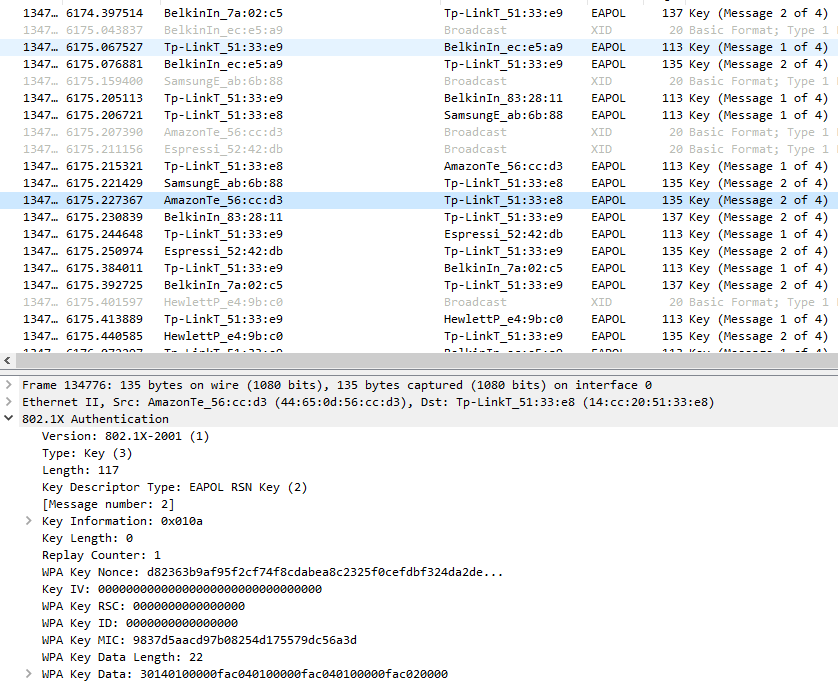 1347… 6174.397514 BelkinIn_7a:02:c5 Tp-LinkT_51:33:e9 EAPOL 137 Key (Message 2 of 4)
1347… 6175.043837 BelkinIn_ec:e5:a9 Broadcast XID 20 Basic Format; Type 1
1347… 6175.067527 Tp-LinkT_51:33:e9 BelkinIn_ec:e5:a9 EAPOL 113 Key (Message 1 of 4)
1347… 6175.076881 BelkinIn_ec:e5:a9 Tp-LinkT_51:33:e9 EAPOL 135 Key (Message 2 of 4)
1347… 6175.159400 SamsungE_ab:6b:88 Broadcast XID 20 Basic Format; Type 1
1347… 6175.205113 Tp-LinkT_51:33:e9 BelkinIn_83:28:11 EAPOL 113 Key (Message 1 of 4)
1347… 6175.206721 Tp-LinkT_51:33:e8 SamsungE_ab:6b:88 EAPOL 113 Key (Message 1 of 4)
1347… 6175.207390 AmazonTe_56:cc:d3 Broadcast XID 20 Basic Format; Type 1
1347… 6175.211156 Espressi_52:42:db Broadcast XID 20 Basic Format; Type 1
1347… 6175.215321 Tp-LinkT_51:33:e8 AmazonTe_56:cc:d3 EAPOL 113 Key (Message 1 of 4)
1347… 6175.221429 SamsungE_ab:6b:88 Tp-LinkT_51:33:e8 EAPOL 135 Key (Message 2 of 4)
1347… 6175.227367 AmazonTe_56:cc:d3 Tp-LinkT_51:33:e8 EAPOL 135 Key (Message 2 of 4)
1347… 6175.230839 BelkinIn_83:28:11 Tp-LinkT_51:33:e9 EAPOL 137 Key (Message 2 of 4)
1347… 6175.244648 Tp-LinkT_51:33:e9 Espressi_52:42:db EAPOL 113 Key (Message 1 of 4)
1347… 6175.250974 Espressi_52:42:db Tp-LinkT_51:33:e9 EAPOL 135 Key (Message 2 of 4)
1347… 6175.384011 Tp-LinkT_51:33:e9 BelkinIn_7a:02:c5 EAPOL 113 Key (Message 1 of 4)
1347… 6175.392725 BelkinIn_7a:02:c5 Tp-LinkT_51:33:e9 EAPOL 137 Key (Message 2 of 4)
1347… 6175.401597 HewlettP_e4:9b:c0 Broadcast XID 20 Basic Format; Type 1
1347… 6175.413889 Tp-LinkT_51:33:e9 HewlettP_e4:9b:c0 EAPOL 113 Key (Message 1 of 4)
1347… 6175.440585 HewlettP_e4:9b:c0 Tp-LinkT_51:33:e9 EAPOL 135 Key (Message 2 of 4)
Frame 134776: 135 bytes on wire (1080 bits), 135 bytes captured (1080 bits) on interface 0
Ethernet II, Src: AmazonTe_56:cc:d3 (44:65:0d:56:cc:d3), Dst: Tp-LinkT_51:33:e8 (14:cc:20:51:33:e8)
802.1X Authentication
Version: 802.1X-2001 (1)
Type: Key (3)
Length: 117
Key Descriptor Type: EAPOL RSN Key (2)
[Message number: 2]
Key Information: 0x010a
Key Length: 0
Replay Counter: 1
WPA Key Nonce: d82363b9af95f2cf74f8cdabea8c2325f0cefdbf324da2de...
Key IV: 00000000000000000000000000000000
WPA Key RSC: 0000000000000000
WPA Key ID: 0000000000000000
WPA Key MIC: 9837d5aacd97b08254d175579dc56a3d
WPA Key Data Length: 22
WPA Key Data: 30140100000fac040100000fac040100000fac020000